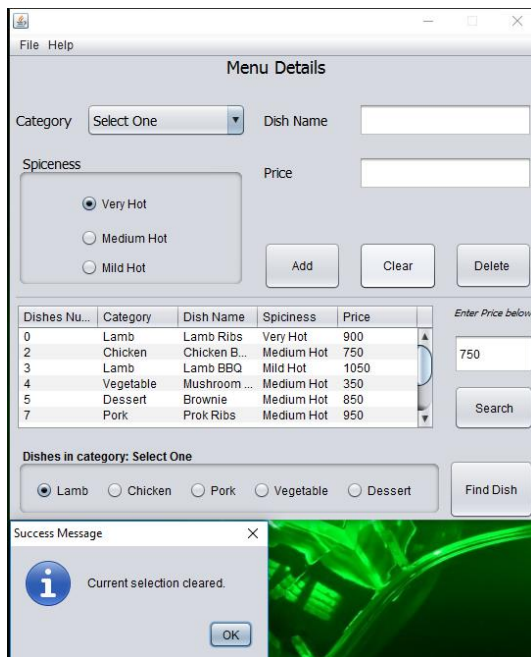 File Help
Menu Details
Category Select One Dish Name
Spiceness
Price
Very Hot
Medium Hot
Mild Hot
Add Clear Delete
Dishes Nu... Category Dish Name Spiciness Price
Enter Price below
0 Lamb Lamb Ribs Very Hot 900
2 Chicken Chicken B... Medium Hot 750
750
3 Lamb Lamb BBQ Mild Hot 1050
4 Vegetable Mushroom ... Medium Hot 350
5 Dessert Brownie Medium Hot 850
7 Pork Prok Ribs Medium Hot 950
Search
Dishes in category: Select One
Lamb Chicken Pork Vegetable Dessert
Find Dish
Success Message
Current selection cleared.
OK